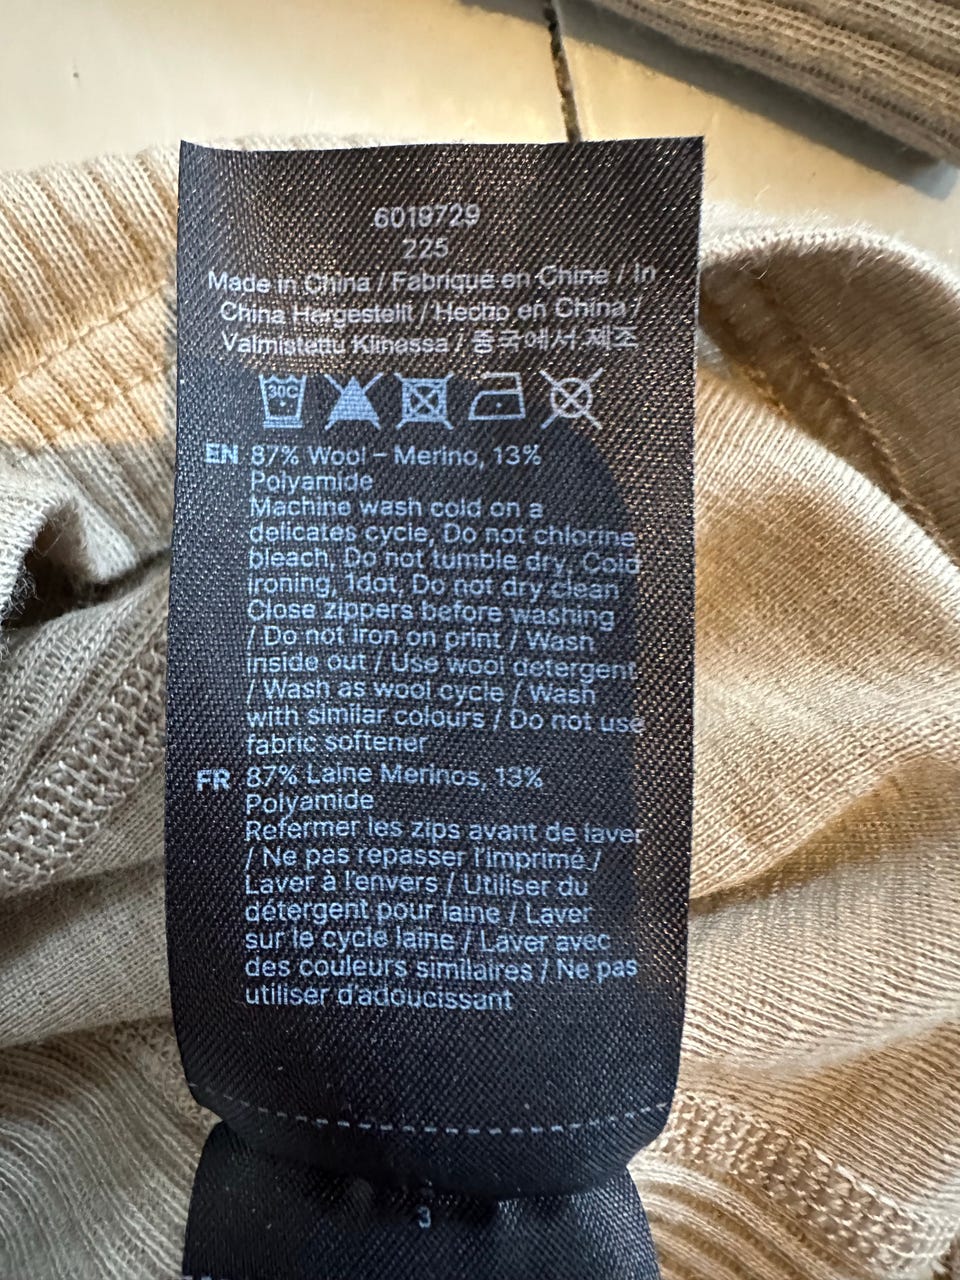 6019729
225
Made in China / Fabriqué en Chine / In
China Hergestellt / Hecho en China /
Valmistettu Kiinassa / 중국에서 제조
30C
EN 87% Wool – Merino, 13%
Polyamide
Machine wash cold on a
delicates cycle, Do not chlorine
bleach, Do not tumble dry, Cold
ironing, 1dot, Do not dry clean
Close zippers before washing
/ Do not iron on print / Wash
inside out / Use wool detergent
/ Wash as wool cycle / Wash
with similar colours / Do not use
fabric softener
FR 87% Laine Merinos, 13%
Polyamide
Refermer les zips avant de laver
/ Ne pas repasser l'imprimé /
Laver à l'envers / Utiliser du
détergent pour laine / Laver
sur le cycle laine / Laver avec
des couleurs similaires / Ne pas
utiliser d'adoucissant
3